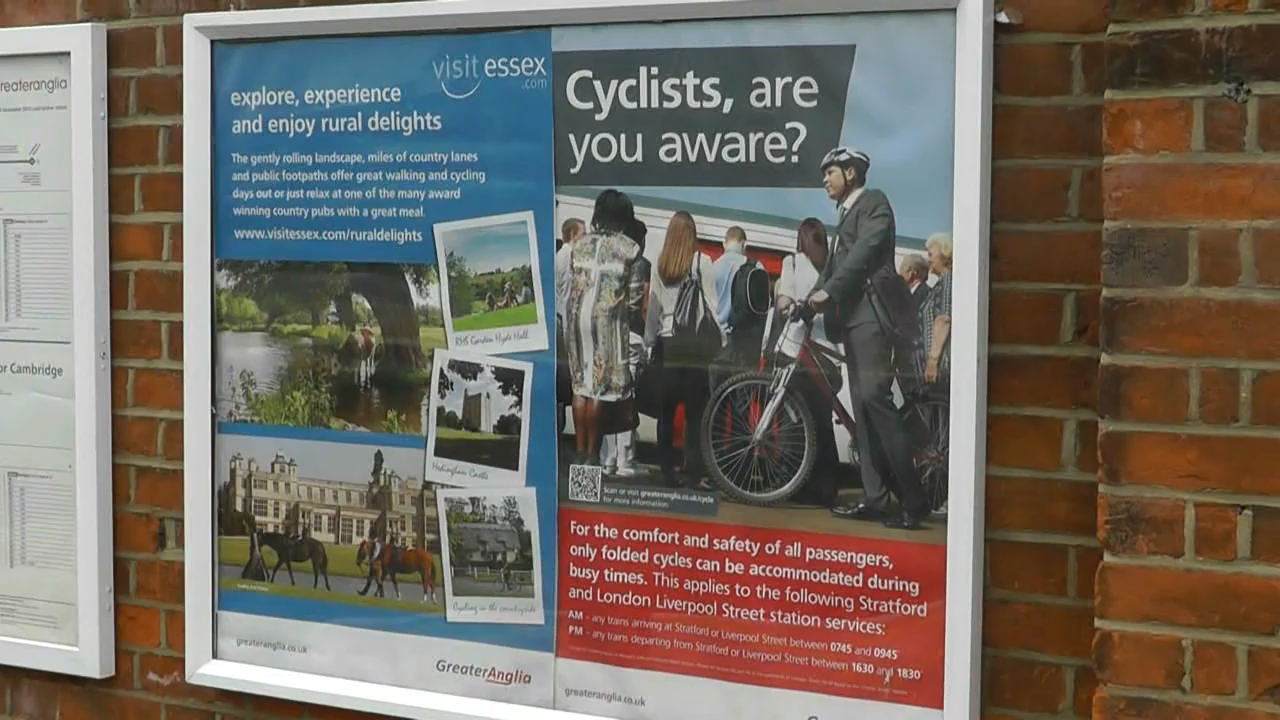 reateranglia
or Cambridge
visit essex
.com
explore, experience
and enjoy rural delights
The gently rolling landscape, miles of country lanes
and public footpaths offer great walking and cycling
days out or just relax at one of the many award
winning country pubs with a great meal.
www.visitessex.com/ruraldelights
RHS Garden Hyde Hall
Hedingham Castle
Cycling in the countryside
greateranglia.co.uk
GreaterAnglia
Cyclists, are
you aware?
Scan or visit greateranglia.co.uk/cycle
for more information
For the comfort and safety of all passengers,
only folded cycles can be accommodated during
busy times. This applies to the following Stratford
and London Liverpool Street station services:
AM - any trains arriving at Stratford or Liverpool Street between 0745 and 0945
PM - any trains departing from Stratford or Liverpool Street between 1630 and 1830
greateranglia.co.uk